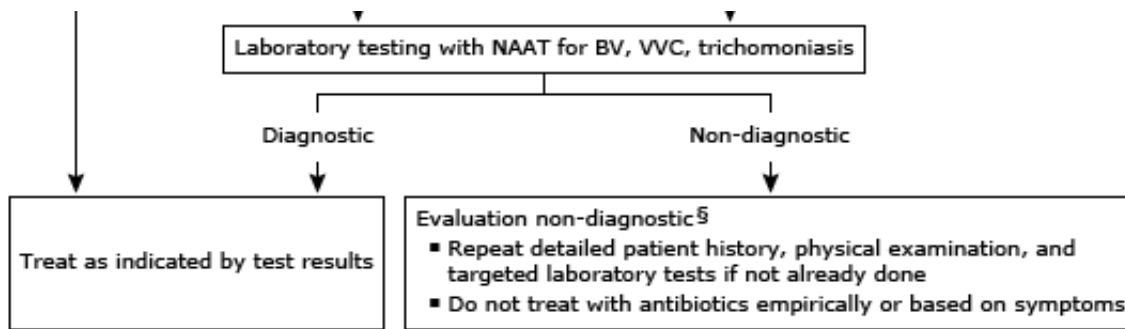 Laboratory testing with NAAT for BV, VVC, trichomoniasis
Diagnostic
Non-diagnostic
Treat as indicated by test results
Evaluation non-diagnostic§
▪ Repeat detailed patient history, physical examination, and
targeted laboratory tests if not already done
▪ Do not treat with antibiotics empirically or based on symptoms